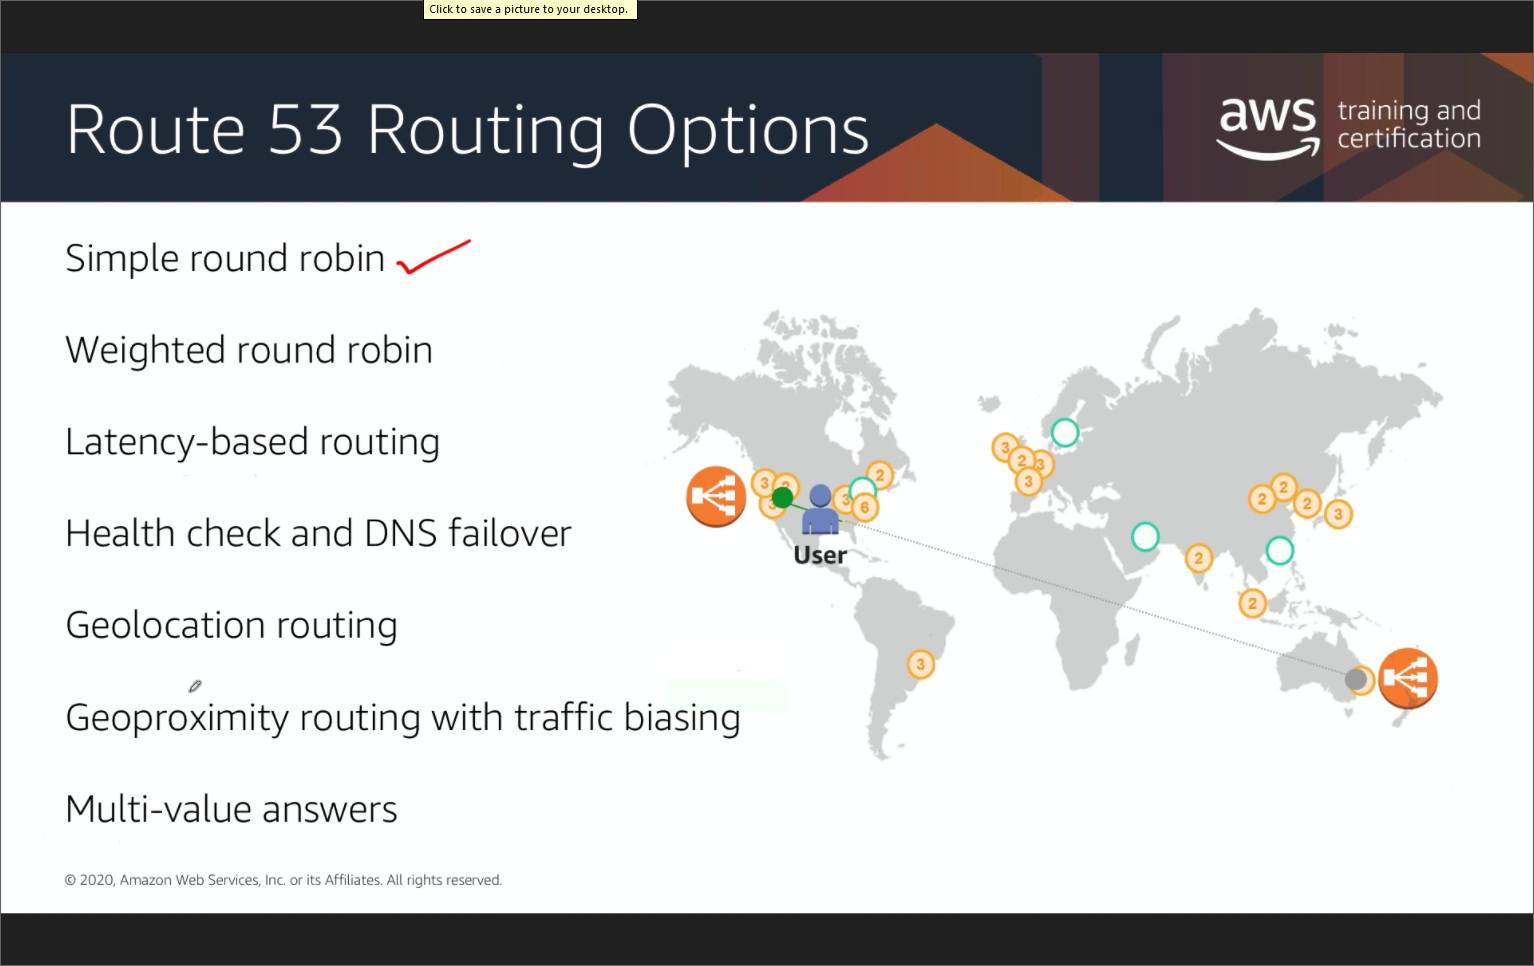 Click to save a picture to your desktop.
Route 53 Routing Options
aws training and
certification
Simple round robin
Weighted round robin
Latency-based routing
Health check and DNS failover
Geolocation routing
Geoproximity routing with traffic biasing
Multi-value answers
3
2
3
3
2
6
User
3
3
2
3
3
2
2
2
2
3
2
© 2020, Amazon Web Services, Inc. or its Affiliates. All rights reserved.